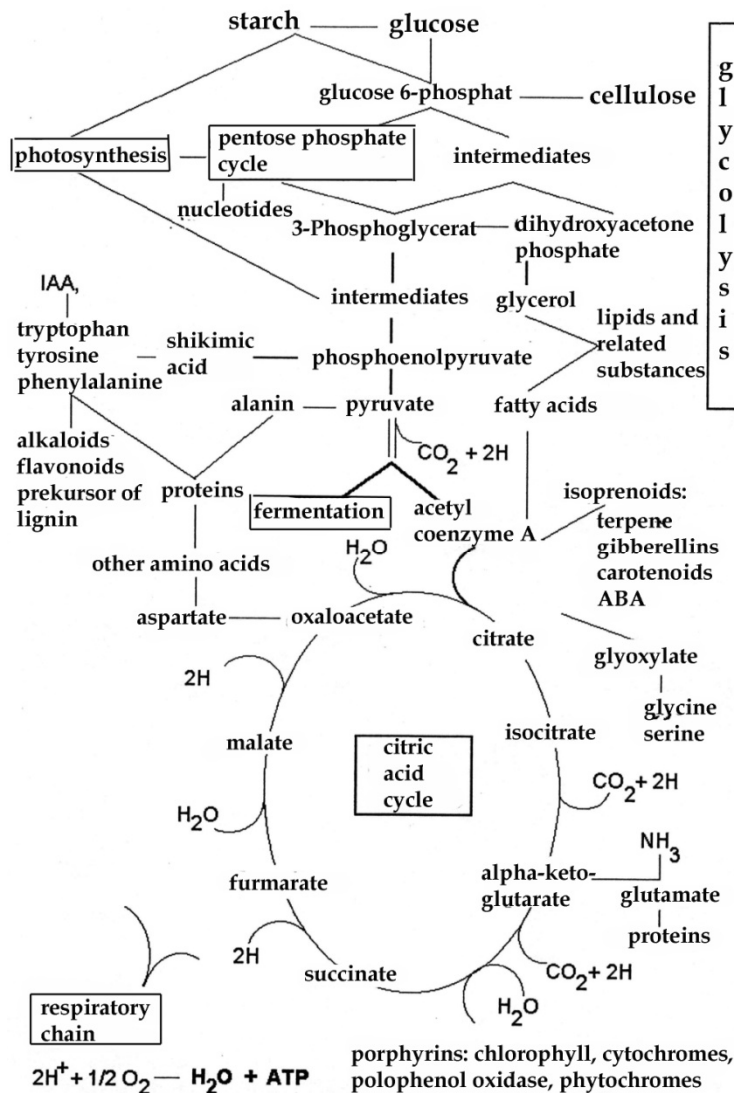 starch
glucose
glucose 6-phosphat
cellulose
glycolysis
photosynthesis
pentose phosphate
cycle
intermediates
nucleotides
3-Phosphoglycerat
dihydroxyacetone
phosphate
IAA,
intermediates
glycerol
tryptophan
tyrosine
phenylalanine
shikimic
acid
phosphoenolpyruvate
lipids and
related
substances
alanin
pyruvate
fatty acids
alkaloids
flavonoids
prekursor of
lignin
CO2 + 2H
proteins
fermentation
acetyl
coenzyme A
isoprenoids:
terpene
gibberellins
carotenoids
ABA
H2O
other amino acids
aspartate
oxaloacetate
citrate
glyoxylate
glycine
serine
2H
malate
citric
acid
cycle
isocitrate
CO2+ 2H
H2O
NH3
furmarate
alpha-keto-
glutarate
glutamate
proteins
2H
succinate
CO2+ 2H
H2O
respiratory
chain
2H+ + 1/2 O2 — H2O + ATP
porphyrins: chlorophyll, cytochromes,
polophenol oxidase, phytochromes